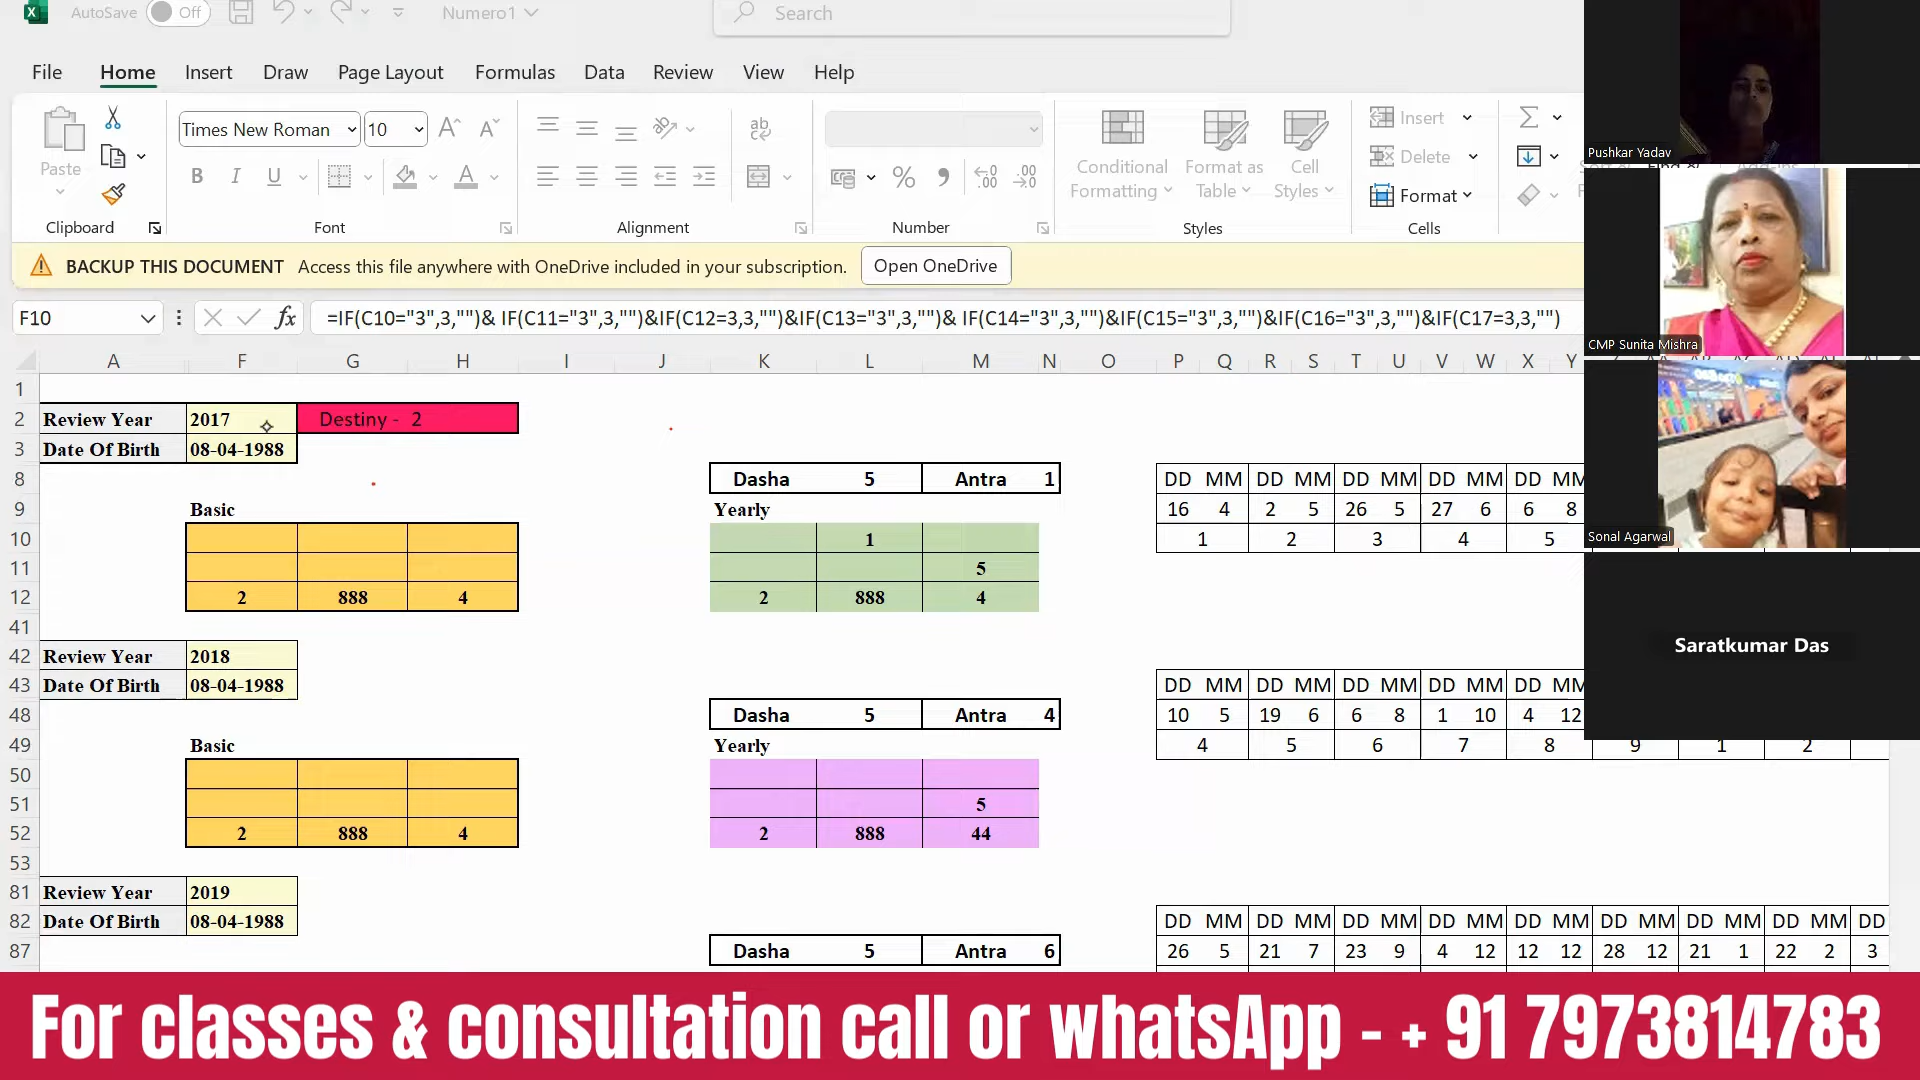 AutoSave Off Numero1 Search
File Home Insert Draw Page Layout Formulas Data Review View Help
Times New Roman 10
Paste
B I U
Conditional Formatting
Format as Table
Cell Styles
Insert
Delete
Format
Clipboard Font Alignment Number Styles Cells
BACKUP THIS DOCUMENT Access this file anywhere with OneDrive included in your subscription. Open OneDrive
F10 fx =IF(C10="3",3,"")& IF(C11="3",3,"")&IF(C12=3,3,"")&IF(C13="3",3,"")& IF(C14="3",3,"")&IF(C15="3",3,"")&IF(C16="3",3,"")&IF(C17=3,3,"")
A F G H I J K L M N O P Q R S T U V W X Y
1
2 Review Year 2017 Destiny - 2
3 Date Of Birth 08-04-1988
8 Dasha 5 Antra 1 DD MM DD MM DD MM DD MM DD MM
9 Basic Yearly 16 4 2 5 26 5 27 6 6 8
10 1 1 2 3 4 5
11 5
12 2 888 4 2 888 4
41
42 Review Year 2018
43 Date Of Birth 08-04-1988 DD MM DD MM DD MM DD MM DD MM
48 Dasha 5 Antra 4 10 5 19 6 6 8 1 10 4 12
49 Basic Yearly 4 5 6 7 8 9 1 2
50
51 5
52 2 888 4 2 888 44
53
81 Review Year 2019
82 Date Of Birth 08-04-1988 DD MM DD MM DD MM DD MM DD MM DD MM DD MM DD MM DD
87 Dasha 5 Antra 6 26 5 21 7 23 9 4 12 12 12 28 12 21 1 22 2 3
Pushkar Yadav
CMP Sunita Mishra
Sonal Agarwal
Saratkumar Das
For classes & consultation call or whatsApp - + 91 7973814783